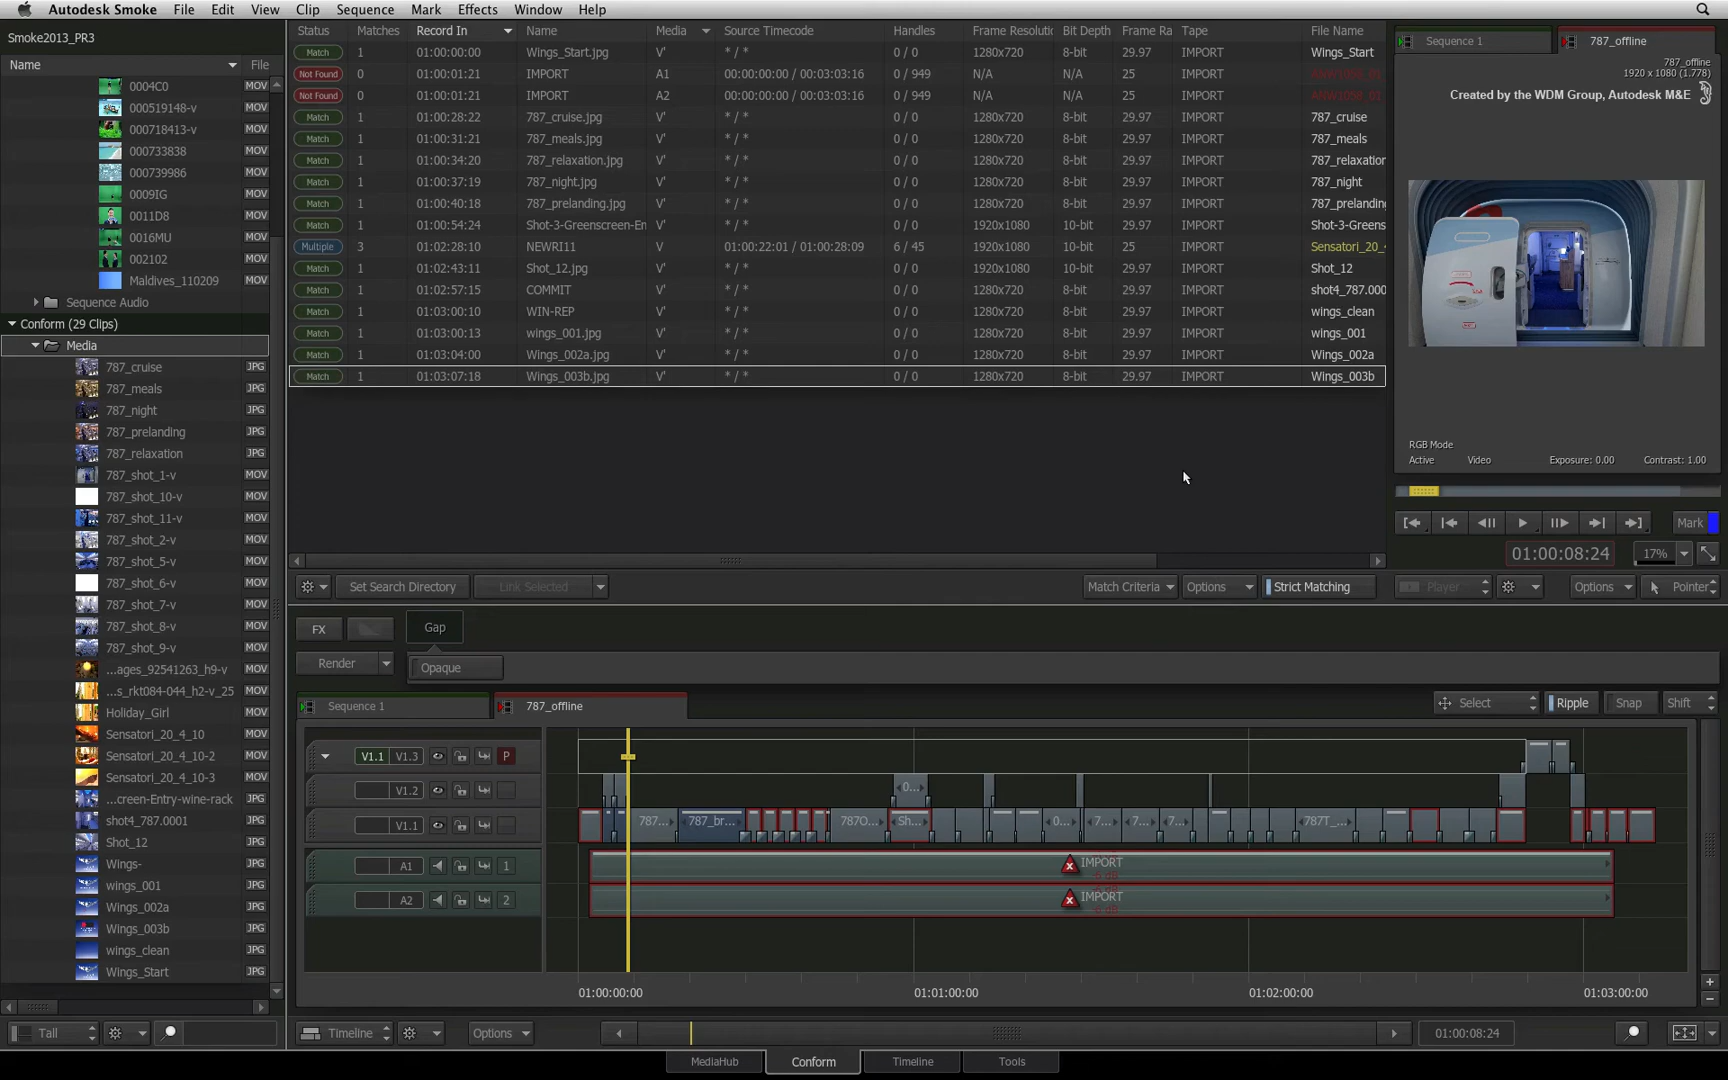 Autodesk Smoke File Edit View Clip Sequence Mark Effects Window Help
Smoke2013_PR3
Name File
0004C0 MOV
000519148-v MOV
000718413-v MOV
000733838 MOV
000739986 MOV
0009IG MOV
0011D8 MOV
0016MU MOV
002102 MOV
Maldives_110209 MOV
Sequence Audio
Conform (29 Clips)
Media
787_cruise JPG
787_meals JPG
787_night JPG
787_prelanding JPG
787_relaxation JPG
787_shot_1-v MOV
787_shot_10-v MOV
787_shot_11-v MOV
787_shot_2-v MOV
787_shot_5-v MOV
787_shot_6-v MOV
787_shot_7-v MOV
787_shot_8-v MOV
787_shot_9-v MOV
...ages_92541263_h9-v MOV
...s_rkt084-044_h2-v_25 MOV
Holiday_Girl MOV
Sensatori_20_4_10 MOV
Sensatori_20_4_10-2 MOV
Sensatori_20_4_10-3 MOV
...creen-Entry-wine-rack JPG
shot4_787.0001 JPG
Shot_12 JPG
Wings- JPG
wings_001 JPG
Wings_002a JPG
Wings_003b JPG
wings_clean JPG
Wings_Start JPG
Tall
Status Matches Record In Name Media Source Timecode Handles Frame Resolutio Bit Depth Frame Ra Tape File Name
Match 1 01:00:00:00 Wings_Start.jpg V' * / * 0 / 0 1280x720 8-bit 29.97 IMPORT Wings_Start
Not Found 0 01:00:01:21 IMPORT A1 00:00:00:00 / 00:03:03:16 0 / 949 N/A N/A 25 IMPORT
Not Found 0 01:00:01:21 IMPORT A2 00:00:00:00 / 00:03:03:16 0 / 949 N/A N/A 25 IMPORT
Match 1 01:00:28:22 787_cruise.jpg V' * / * 0 / 0 1280x720 8-bit 29.97 IMPORT 787_cruise
Match 1 01:00:31:21 787_meals.jpg V' * / * 0 / 0 1280x720 8-bit 29.97 IMPORT 787_meals
Match 1 01:00:34:20 787_relaxation.jpg V' * / * 0 / 0 1280x720 8-bit 29.97 IMPORT 787_relaxation
Match 1 01:00:37:19 787_night.jpg V' * / * 0 / 0 1280x720 8-bit 29.97 IMPORT 787_night
Match 1 01:00:40:18 787_prelanding.jpg V' * / * 0 / 0 1280x720 8-bit 29.97 IMPORT 787_prelanding
Match 1 01:00:54:24 Shot-3-Greenscreen-En V' * / * 0 / 0 1920x1080 10-bit 29.97 IMPORT Shot-3-Greens
Multiple 3 01:02:28:10 NEWRI11 V 01:00:22:01 / 01:00:28:09 6 / 45 1920x1080 10-bit 25 IMPORT Sensatori_20_
Match 1 01:02:43:11 Shot_12.jpg V' * / * 0 / 0 1920x1080 10-bit 29.97 IMPORT Shot_12
Match 1 01:02:57:15 COMMIT V' * / * 0 / 0 1280x720 8-bit 29.97 IMPORT shot4_787.000
Match 1 01:03:00:10 WIN-REP V' * / * 0 / 0 1280x720 8-bit 29.97 IMPORT wings_clean
Match 1 01:03:00:13 wings_001.jpg V' * / * 0 / 0 1280x720 8-bit 29.97 IMPORT wings_001
Match 1 01:03:04:00 Wings_002a.jpg V' * / * 0 / 0 1280x720 8-bit 29.97 IMPORT Wings_002a
Match 1 01:03:07:18 Wings_003b.jpg V' * / * 0 / 0 1280x720 8-bit 29.97 IMPORT Wings_003b
Set Search Directory Link Selected Match Criteria Options Strict Matching
Sequence 1 787_offline
787_offline
1920 x 1080 (1.778)
Created by the WDM Group, Autodesk M&E
RGB Mode
Active Video Exposure: 0.00 Contrast: 1.00
Mark
01:00:08:24 17%
Player Options Pointer
FX Gap
Render Opaque
Sequence 1 787_offline Select Ripple Snap Shift
V1.1 V1.3 P
V1.2 0...
V1.1 787... 787_br... 787O... Sh... 0... 7... 7... 7... 787T_...
A1 1 IMPORT
-6 dB
A2 2 IMPORT
01:00:00:00 01:01:00:00 01:02:00:00 01:03:00:00
Timeline Options 01:00:08:24
MediaHub Conform Timeline Tools